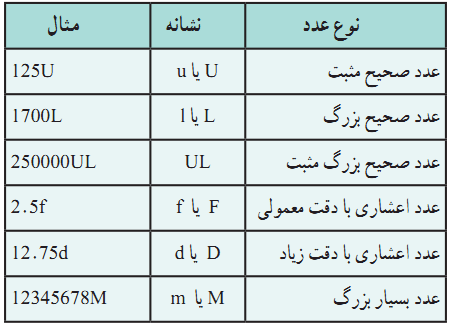 نوع عدد	نشانه	مثال
عدد صحیح مثبت	U یا u	125U
عدد صحیح بزرگ	L یا l	1700L
عدد صحیح بزرگ مثبت	UL	250000UL
عدد اعشاری با دقت معمولی	F یا f	2.5f
عدد اعشاری با دقت زیاد	D یا d	12.75d
عدد بسیار بزرگ	M یا m	12345678M